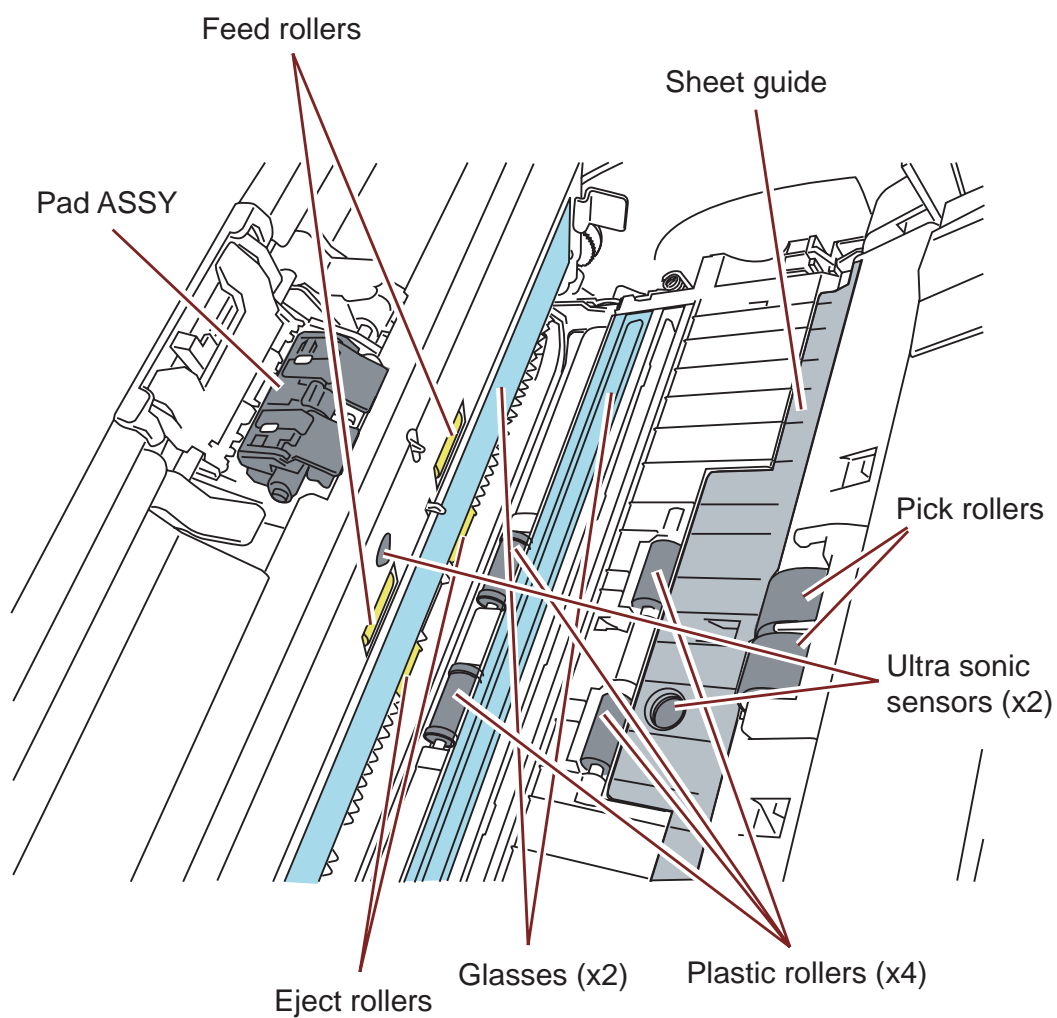 Feed rollers
Sheet guide
Pad ASSY
Pick rollers
Ultra sonic
sensors (x2)
Glasses (x2)
Plastic rollers (x4)
Eject rollers